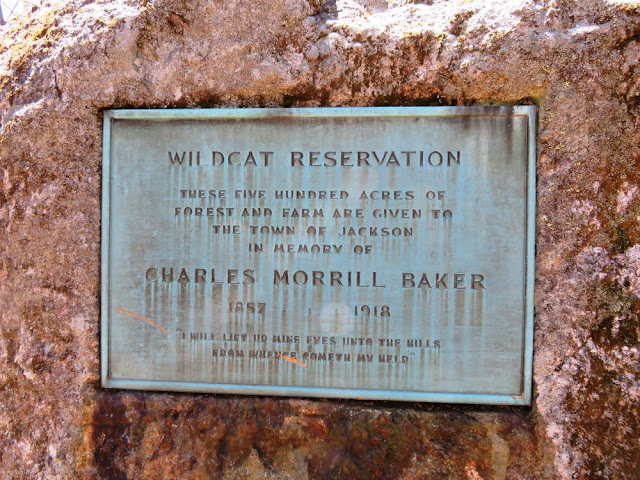 WILDCAT RESERVATION
THESE FIVE HUNDRED ACRES OF
FOREST AND FARM ARE GIVEN TO
THE TOWN OF JACKSON
IN MEMORY OF
CHARLES MORRILL BAKER
1857 : : 1918
"I WILL LIFT UP MINE EYES UNTO THE HILLS
FROM WHENCE COMETH MY HELP"